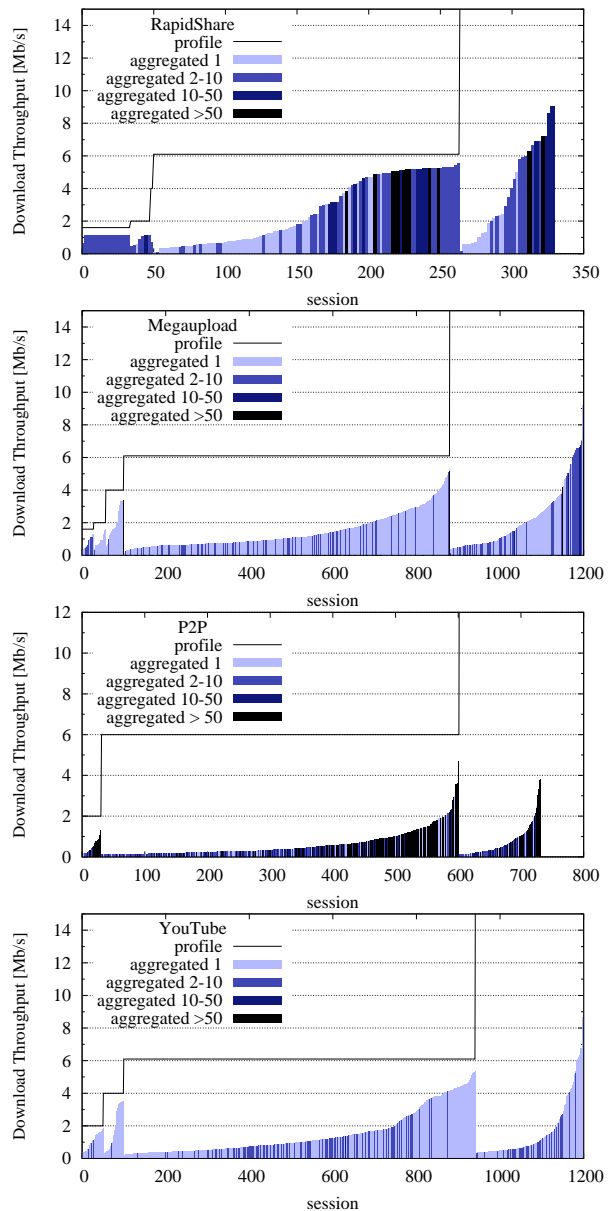 RapidShare
profile
aggregated 1
aggregated 2-10
aggregated 10-50
aggregated >50
Download Throughput [Mb/s]
14
12
10
8
6
4
2
0
0 50 100 150 200 250 300 350
session
Megaupload
profile
aggregated 1
aggregated 2-10
aggregated 10-50
aggregated >50
Download Throughput [Mb/s]
14
12
10
8
6
4
2
0
0 200 400 600 800 1000 1200
session
P2P
profile
aggregated 1
aggregated 2-10
aggregated 10-50
aggregated > 50
Download Throughput [Mb/s]
12
10
8
6
4
2
0
0 100 200 300 400 500 600 700 800
session
YouTube
profile
aggregated 1
aggregated 2-10
aggregated 10-50
aggregated >50
Download Throughput [Mb/s]
14
12
10
8
6
4
2
0
0 200 400 600 800 1000 1200
session